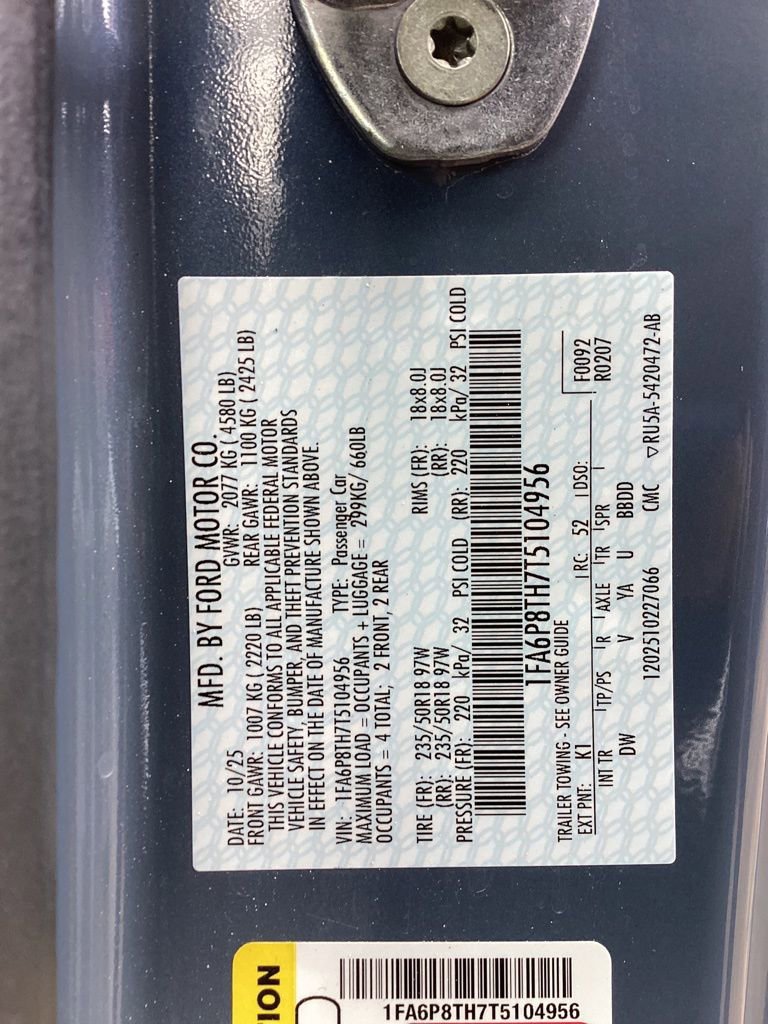 MFD. BY FORD MOTOR CO.
DATE: 10/25 GVWR: 2077 KG ( 4580 LB)
FRONT GAWR: 1007 KG ( 2220 LB) REAR GAWR: 1100 KG ( 2425 LB)
THIS VEHICLE CONFORMS TO ALL APPLICABLE FEDERAL MOTOR
VEHICLE SAFETY, BUMPER, AND THEFT PREVENTION STANDARDS
IN EFFECT ON THE DATE OF MANUFACTURE SHOWN ABOVE.
VIN: 1FA6P8TH7T5104956 TYPE: Passenger Car
MAXIMUM LOAD = OCCUPANTS + LUGGAGE = 299KG/ 660LB
OCCUPANTS = 4 TOTAL; 2 FRONT, 2 REAR
TIRE (FR): 235/50R18 97W RIMS (FR): 18x8.0J
(RR): 235/50R18 97W (RR): 18x8.0J
PRESSURE (FR): 220 kPa/ 32 PSI COLD (RR): 220 kPa/ 32 PSI COLD
1FA6P8TH7T5104956
TRAILER TOWING - SEE OWNER GUIDE F0092
EXT PNT: K1 RC: 52 DSO: R0207
INT TR TP/PS R AXLE TR SPR
DW V YA U BBDD
1202510227066 CMC ▽RU5A-5420472-AB
TION
1FA6P8TH7T5104956